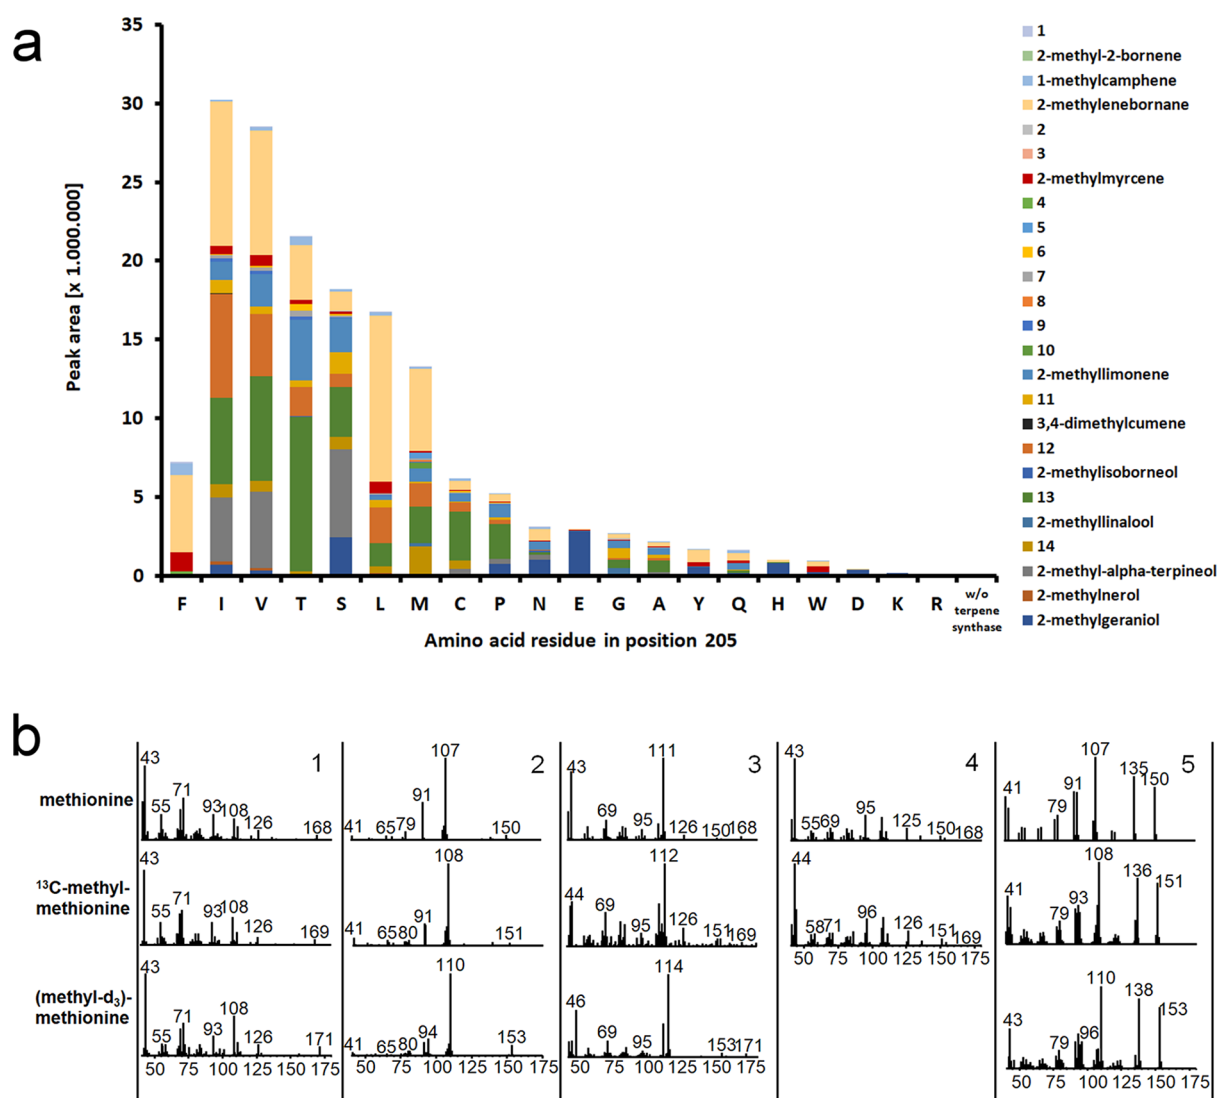 a
35
30
25
20
15
10
5
0
Peak area [x 1.000.000]
F I V T S L M C P N E G A Y Q H W D K R w/o
terpene
synthase
Amino acid residue in position 205
1
2-methyl-2-bornene
1-methylcamphene
2-methylenebornane
2
3
2-methylmyrcene
4
5
6
7
8
9
10
2-methyllimonene
11
3,4-dimethylcumene
12
2-methylisoborneol
13
2-methyllinalool
14
2-methyl-alpha-terpineol
2-methylnerol
2-methylgeraniol
b
methionine
43 55 71 93 108 126 168 1
41 65 79 91 107 150 2
43 69 95 111 126 150 168 3
43 55 69 95 125 150 168 4
41 79 91 107 135 150 5
13C-methyl-
methionine
43 55 71 93 108 126 169
41 65 80 91 108 151
44 69 95 112 126 151 169
44 58 71 96 126 151 169
41 79 93 108 136 151
50 75 100 125 150 175
(methyl-d3)-
methionine
43 55 71 93 108 126 171
41 65 80 94 110 153
46 69 95 114 153 171
43 79 96 110 138 153
50 75 100 125 150 175
50 75 100 125 150 175
50 75 100 125 150 175
50 75 100 125 150 175